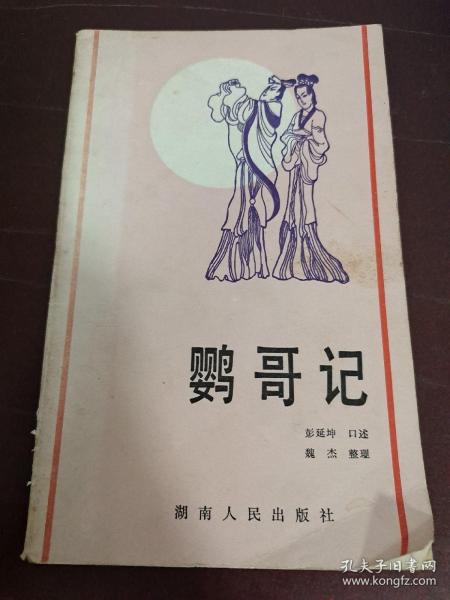 鹦哥记
彭延坤 口述
魏杰 整理
湖南人民出版社
孔夫子旧书网
www.kongfz.com